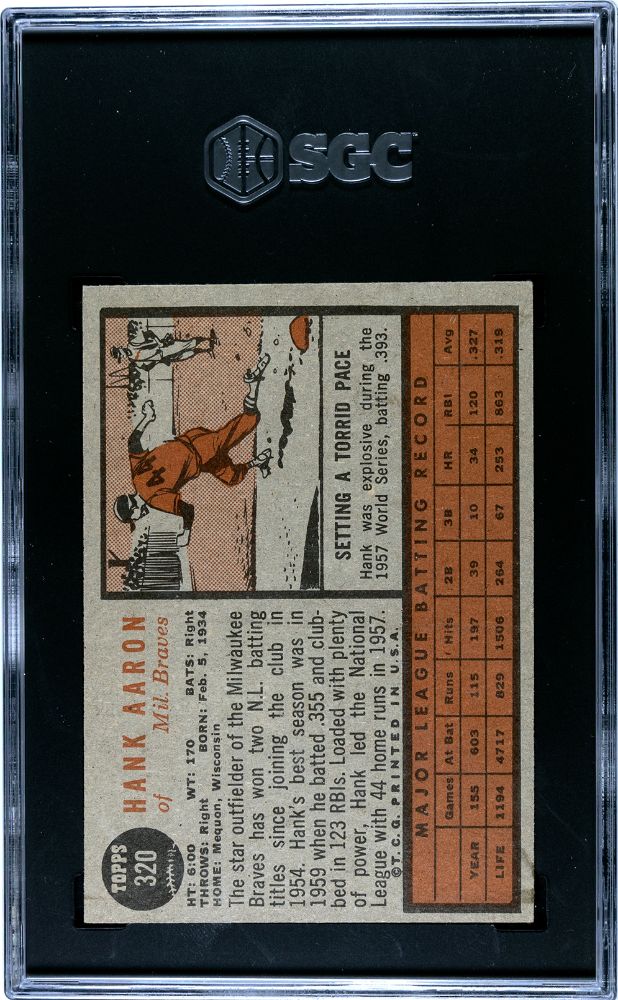 SGC
TOPPS
320
HANK AARON
of Mil. Braves
HT: 6:00 WT: 170 BATS: Right
THROWS: Right BORN: Feb. 5, 1934
HOME: Mequon, Wisconsin
The star outfielder of the Milwaukee
Braves has won two N.L. batting
titles since joining the club in
1954. Hank's best season was in
1959 when he batted .355 and club-
bed in 123 RBIs. Loaded with plenty
of power, Hank led the National
League with 44 home runs in 1957.
©T.C.G. PRINTED IN U.S.A.
44
SETTING A TORRID PACE
Hank was explosive during the
1957 World Series, batting .393.
MAJOR LEAGUE BATTING RECORD
Games At Bat Runs Hits 2B 3B HR RBI Avg
YEAR 155 603 115 197 39 10 34 120 .327
LIFE 1194 4717 829 1506 264 67 253 863 .319